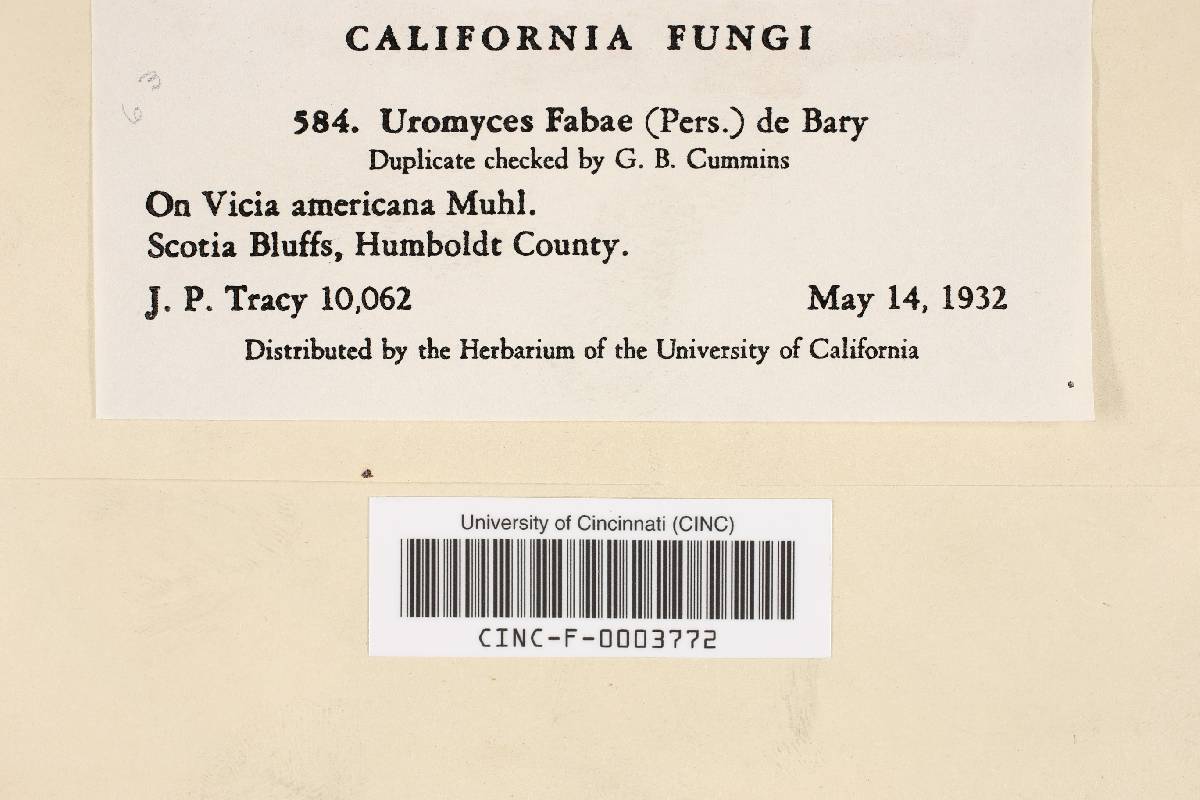 CALIFORNIA FUNGI
63
584. Uromyces Fabae (Pers.) de Bary
Duplicate checked by G. B. Cummins
On Vicia americana Muhl.
Scotia Bluffs, Humboldt County.
J. P. Tracy 10,062 May 14, 1932
Distributed by the Herbarium of the University of California
University of Cincinnati (CINC)
CINC-F-0003772